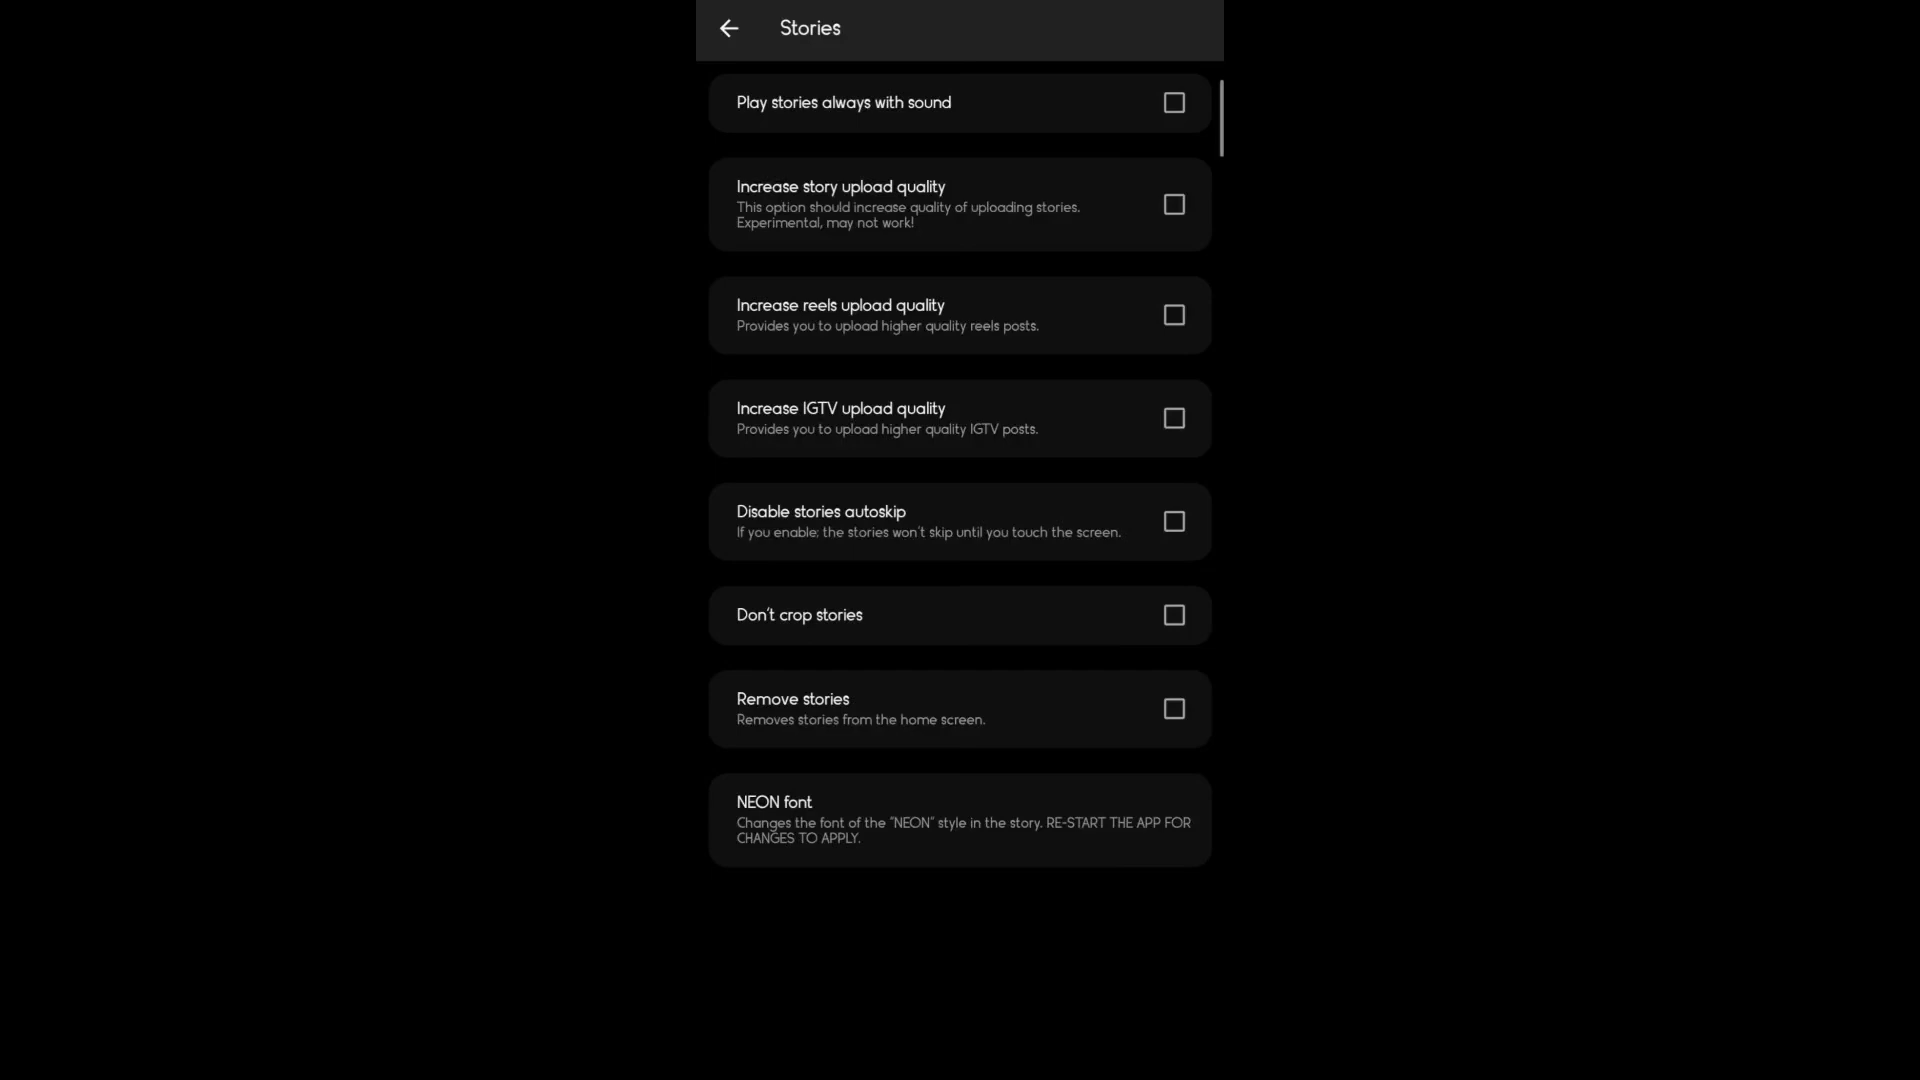 Stories
Play stories always with sound
Increase story upload quality
This option should increase quality of uploading stories.
Experimental, may not work!
Increase reels upload quality
Provides you to upload higher quality reels posts.
Increase IGTV upload quality
Provides you to upload higher quality IGTV posts.
Disable stories autoskip
If you enable; the stories won't skip until you touch the screen.
Don't crop stories
Remove stories
Removes stories from the home screen.
NEON font
Changes the font of the "NEON" style in the story. RE-START THE APP FOR
CHANGES TO APPLY.